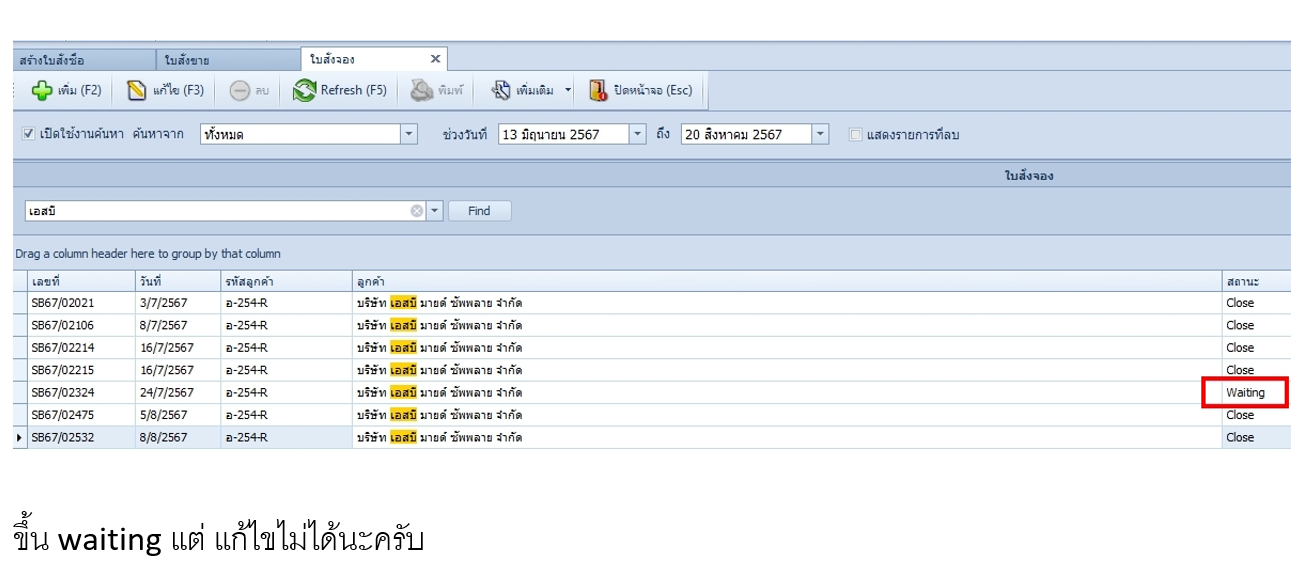 สร้างใบสั่งซื้อ ใบสั่งขาย ใบสั่งจอง
เพิ่ม (F2) แก้ไข (F3) ลบ Refresh (F5) พิมพ์ เพิ่มเติม ปิดหน้าจอ (Esc)
เปิดใช้งานค้นหา ค้นหาจาก ทั้งหมด ช่วงวันที่ 13 มิถุนายน 2567 ถึง 20 สิงหาคม 2567 แสดงรายการที่ลบ
ใบสั่งจอง
เอสบี Find
Drag a column header here to group by that column
เลขที่ วันที่ รหัสลูกค้า ลูกค้า สถานะ
SB67/02021 3/7/2567 อ-254-R บริษัท เอสบี มายด์ ซัพพลาย จำกัด Close
SB67/02106 8/7/2567 อ-254-R บริษัท เอสบี มายด์ ซัพพลาย จำกัด Close
SB67/02214 16/7/2567 อ-254-R บริษัท เอสบี มายด์ ซัพพลาย จำกัด Close
SB67/02215 16/7/2567 อ-254-R บริษัท เอสบี มายด์ ซัพพลาย จำกัด Close
SB67/02324 24/7/2567 อ-254-R บริษัท เอสบี มายด์ ซัพพลาย จำกัด Waiting
SB67/02475 5/8/2567 อ-254-R บริษัท เอสบี มายด์ ซัพพลาย จำกัด Close
SB67/02532 8/8/2567 อ-254-R บริษัท เอสบี มายด์ ซัพพลาย จำกัด Close
ขึ้น waiting แต่ แก้ไขไม่ได้นะครับ